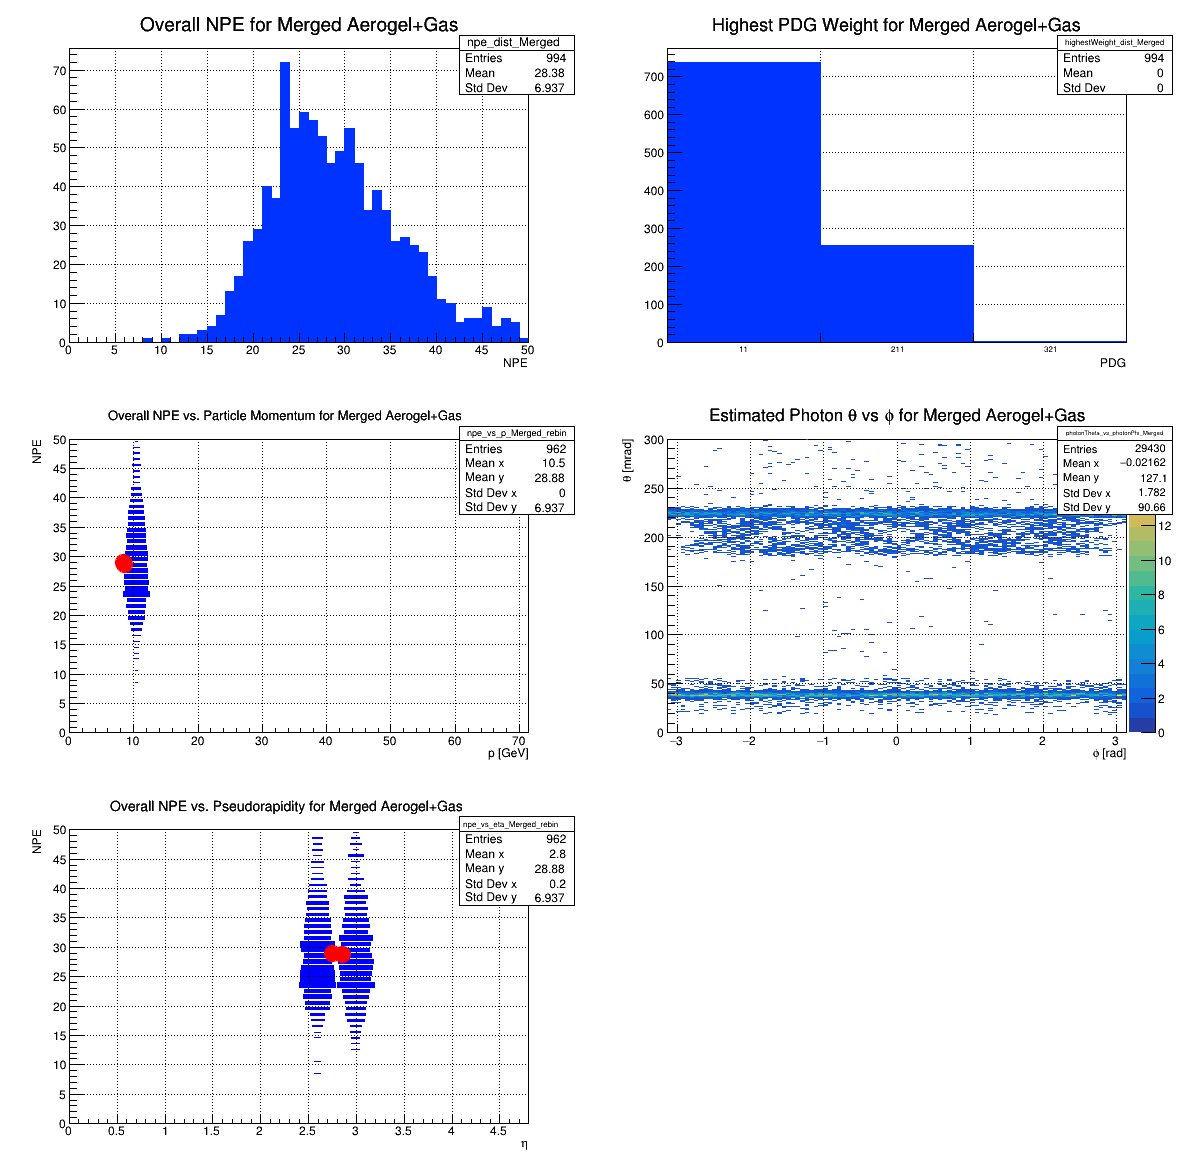 Overall NPE for Merged Aerogel+Gas
npe_dist_Merged
Entries 994
Mean 28.38
Std Dev 6.937
70
60
50
40
30
20
10
0
0 5 10 15 20 25 30 35 40 45 50
NPE
Highest PDG Weight for Merged Aerogel+Gas
highestWeight_dist_Merged
Entries 994
Mean 0
Std Dev 0
700
600
500
400
300
200
100
0
11 211 321
PDG
Overall NPE vs. Particle Momentum for Merged Aerogel+Gas
npe_vs_p_Merged_rebin
Entries 962
Mean x 10.5
Mean y 28.88
Std Dev x 0
Std Dev y 6.937
NPE
50
45
40
35
30
25
20
15
10
5
0
0 10 20 30 40 50 60 70
p [GeV]
Estimated Photon θ vs ϕ for Merged Aerogel+Gas
photonTheta_vs_photonPhi_Merged
Entries 29430
Mean x −0.02162
Mean y 127.1
Std Dev x 1.782
Std Dev y 90.66
θ [mrad]
300
250
200
150
100
50
0
−3 −2 −1 0 1 2 3
ϕ [rad]
12
10
8
6
4
2
0
Overall NPE vs. Pseudorapidity for Merged Aerogel+Gas
npe_vs_eta_Merged_rebin
Entries 962
Mean x 2.8
Mean y 28.88
Std Dev x 0.2
Std Dev y 6.937
NPE
50
45
40
35
30
25
20
15
10
5
0
0 0.5 1 1.5 2 2.5 3 3.5 4 4.5
η